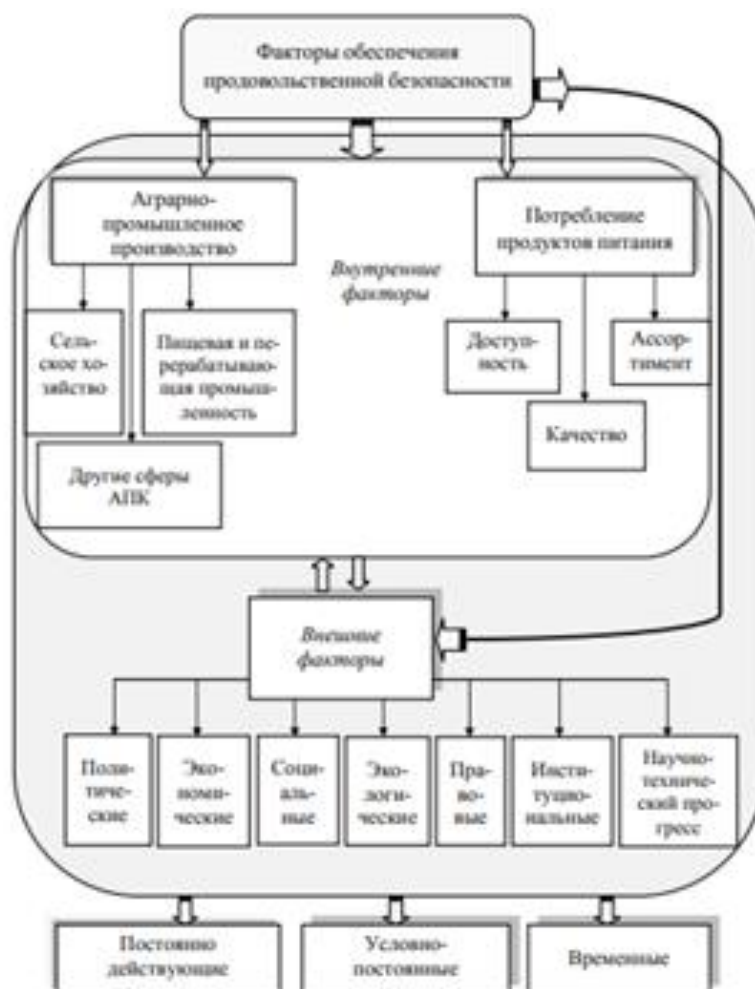 Факторы обеспечения
продовольственной безопасности
Аграрно-
промышленное
производство
Потребление
продуктов питания
Внутренние
факторы
Сель-
ское хо-
зяйство
Пищевая и пе-
рерабатываю-
щая промыш-
ленность
Доступ-
ность
Ассор-
тимент
Качество
Другие сферы
АПК
Внешние
факторы
Поли-
тиче-
ские
Эко-
номи-
ческие
Соци-
аль-
ные
Эко-
логи-
ческие
Пра-
во-
вые
Инсти-
туцио-
нальные
Научно-
техниче-
ский про-
гресс
Постоянно
действующие
Условно-
постоянные
Временные